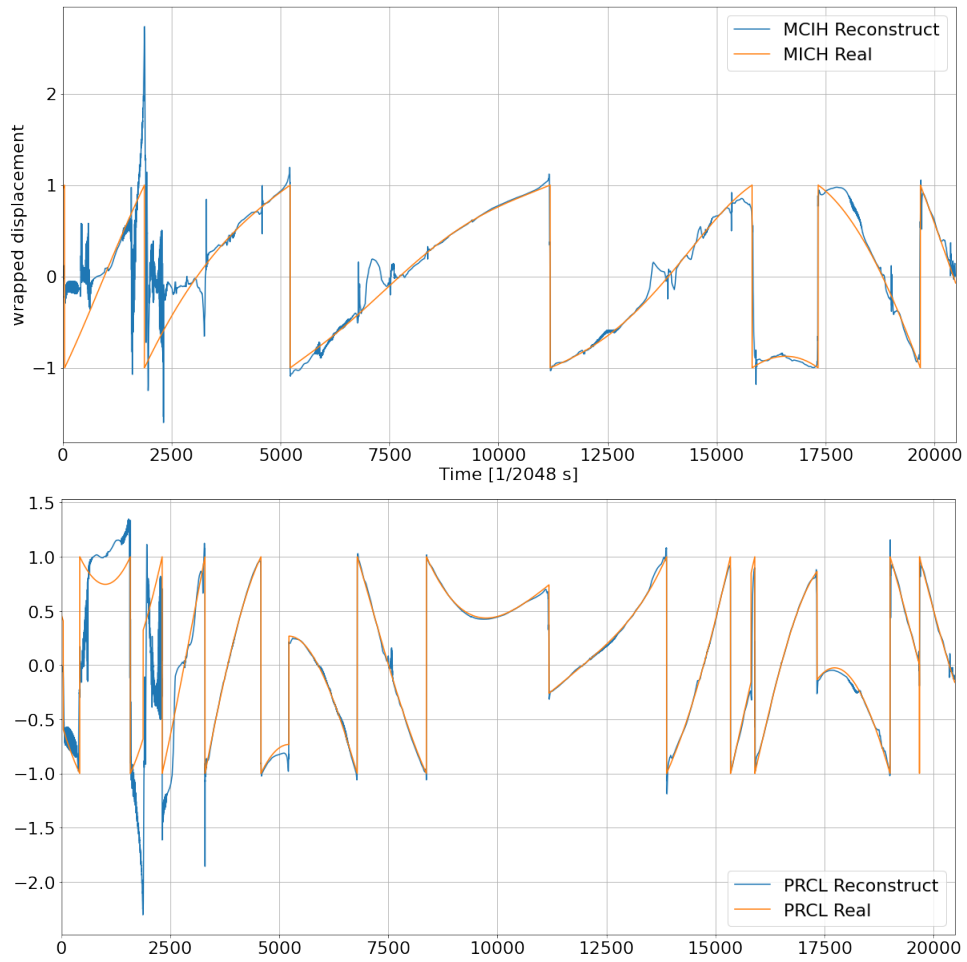 MCIH Reconstruct
MICH Real
wrapped displacement
2
1
0
−1
0 2500 5000 7500 10000 12500 15000 17500 20000
Time [1/2048 s]
1.5
1.0
0.5
0.0
−0.5
−1.0
−1.5
−2.0
PRCL Reconstruct
PRCL Real
0 2500 5000 7500 10000 12500 15000 17500 20000